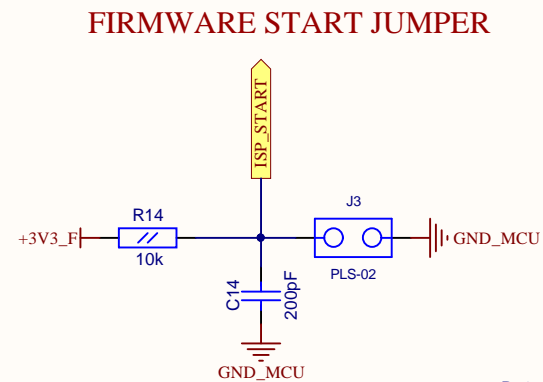 FIRMWARE START JUMPER
ISP_START
R14
J3
+3V3_F
GND_MCU
10k
PLS-02
C14
200pF
GND_MCU